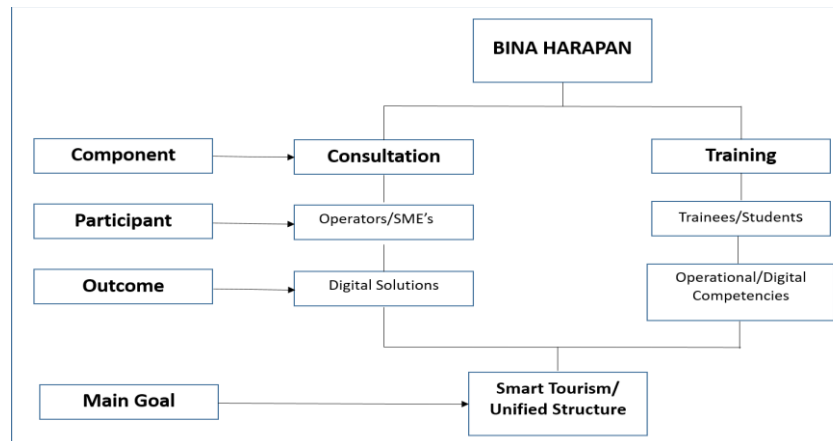 BINA HARAPAN
Component
Consultation
Training
Participant
Operators/SME's
Trainees/Students
Outcome
Digital Solutions
Operational/Digital
Competencies
Main Goal
Smart Tourism/
Unified Structure